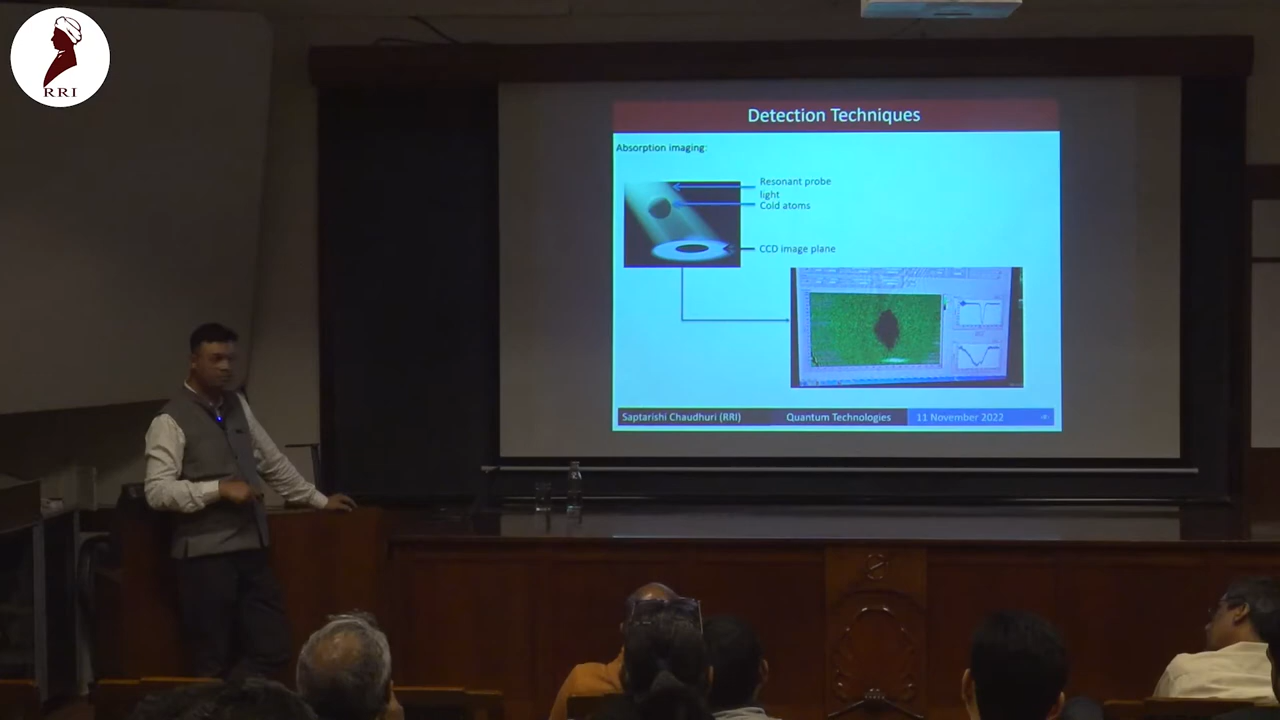 RRI
Detection Techniques
Absorption imaging:
Resonant probe
light
Cold atoms
CCD image plane
Saptarishi Chaudhuri (RRI)
Quantum Technologies
11 November 2022